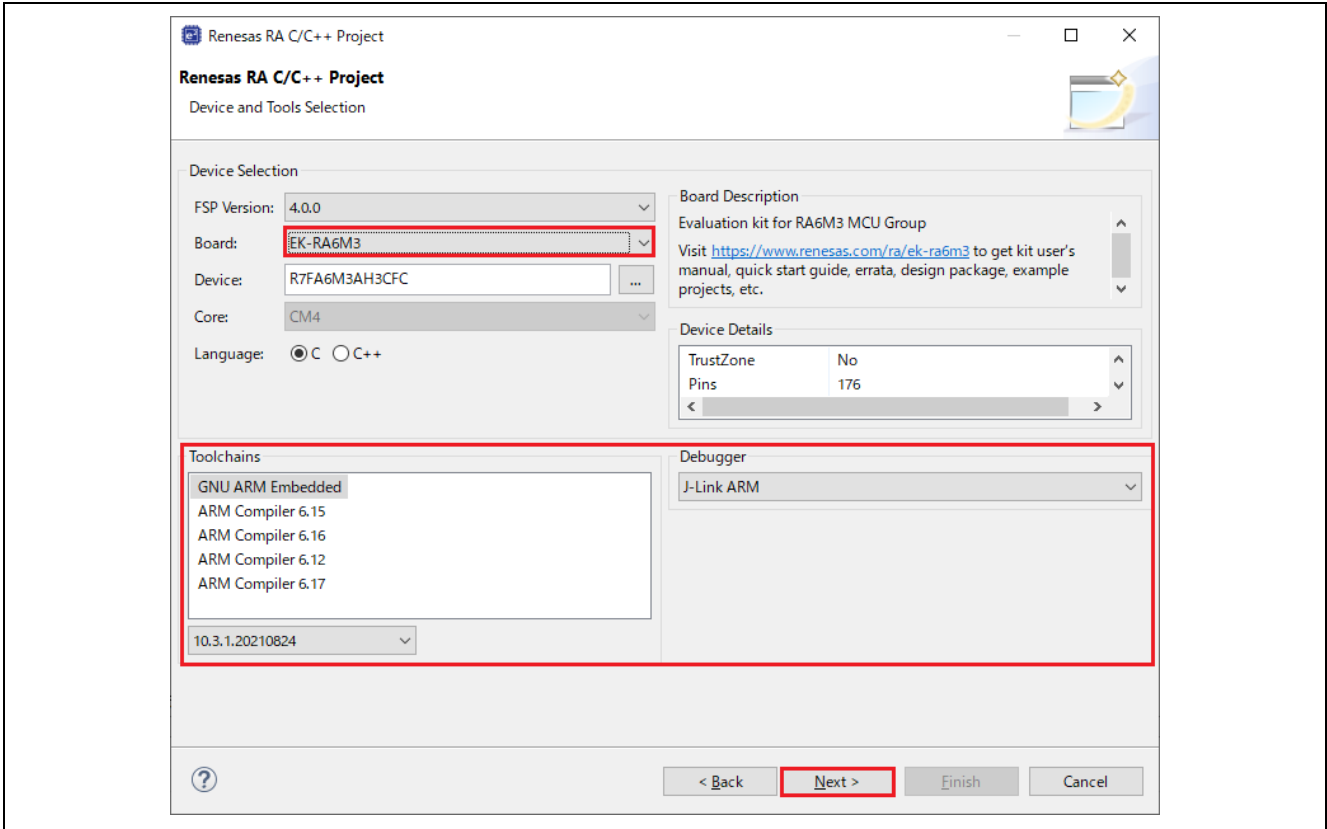 Renesas RA C/C++ Project
Renesas RA C/C++ Project
Device and Tools Selection
Device Selection
FSP Version: 4.0.0
Board: EK-RA6M3
Device: R7FA6M3AH3CFC ...
Core: CM4
Language: C C++
Board Description
Evaluation kit for RA6M3 MCU Group
Visit https://www.renesas.com/ra/ek-ra6m3 to get kit user's
manual, quick start guide, errata, design package, example
projects, etc.
Device Details
TrustZone No
Pins 176
Toolchains
GNU ARM Embedded
ARM Compiler 6.15
ARM Compiler 6.16
ARM Compiler 6.12
ARM Compiler 6.17
10.3.1.20210824
Debugger
J-Link ARM
? < Back Next > Finish Cancel